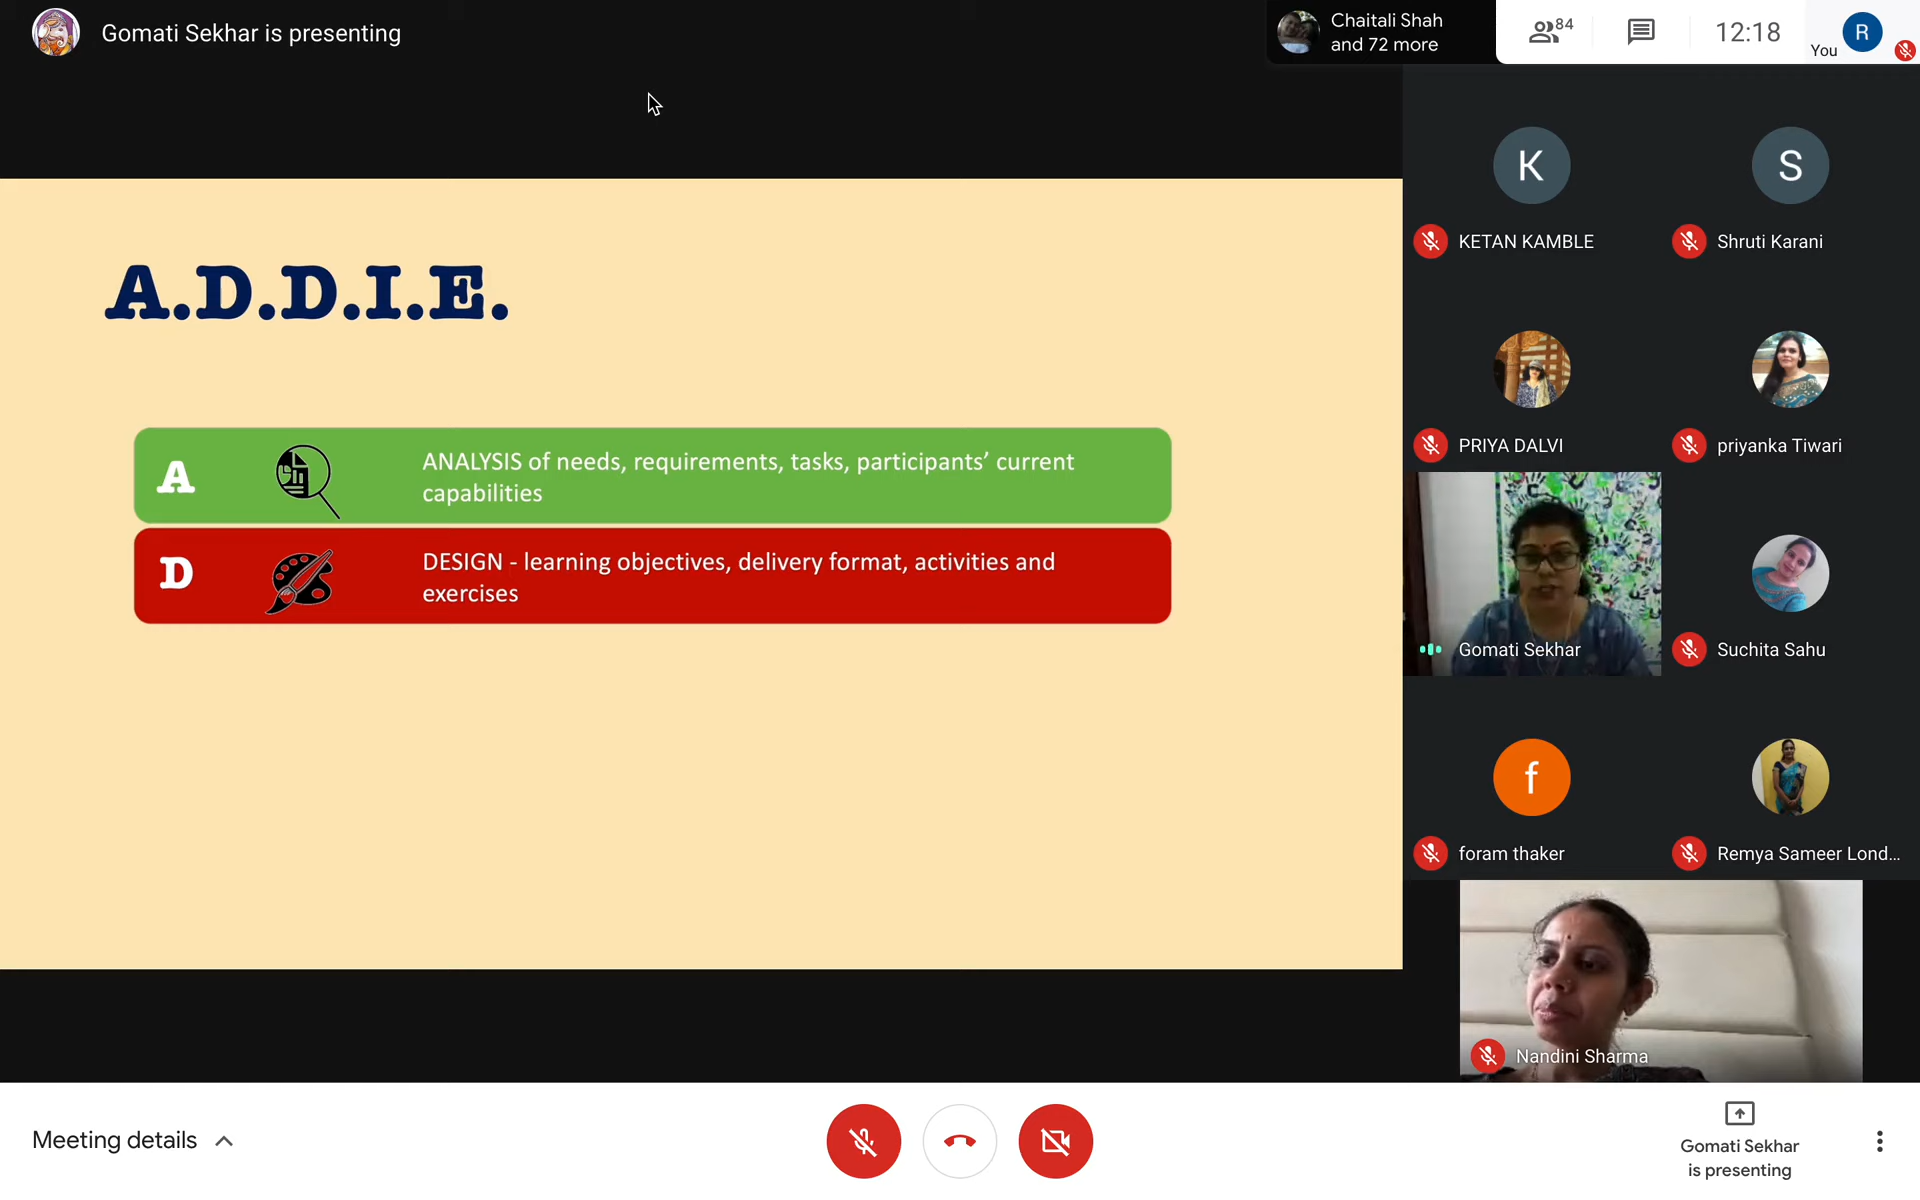 Gomati Sekhar is presenting
Chaitali Shah
and 72 more
84
12:18
You
R
K
S
KETAN KAMBLE
Shruti Karani
A.D.D.I.E.
PRIYA DALVI
priyanka Tiwari
A
ANALYSIS of needs, requirements, tasks, participants’ current
capabilities
D
DESIGN - learning objectives, delivery format, activities and
exercises
Gomati Sekhar
Suchita Sahu
f
foram thaker
Remya Sameer Lond...
Nandini Sharma
Meeting details
Gomati Sekhar
is presenting